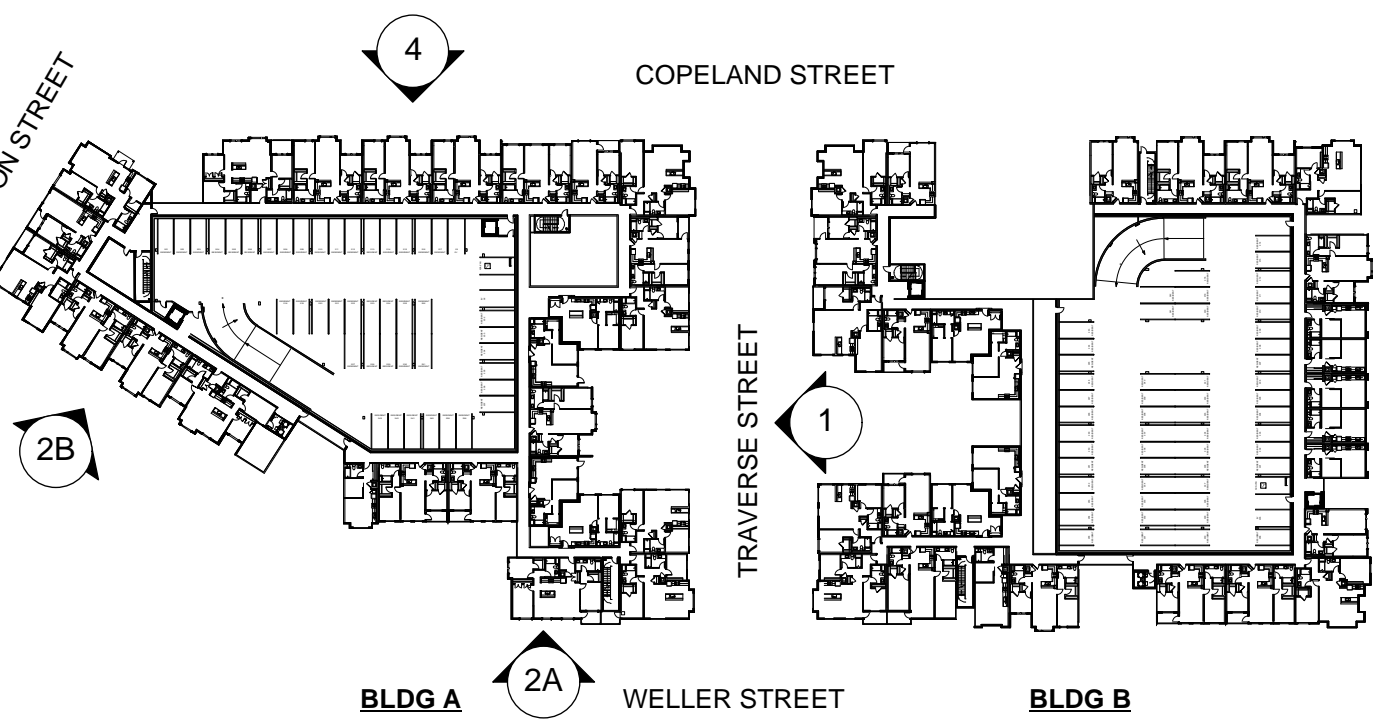 4
COPELAND STREET
ON STREET
TRAVERSE STREET
1
2B
2A
BLDG A
WELLER STREET
BLDG B